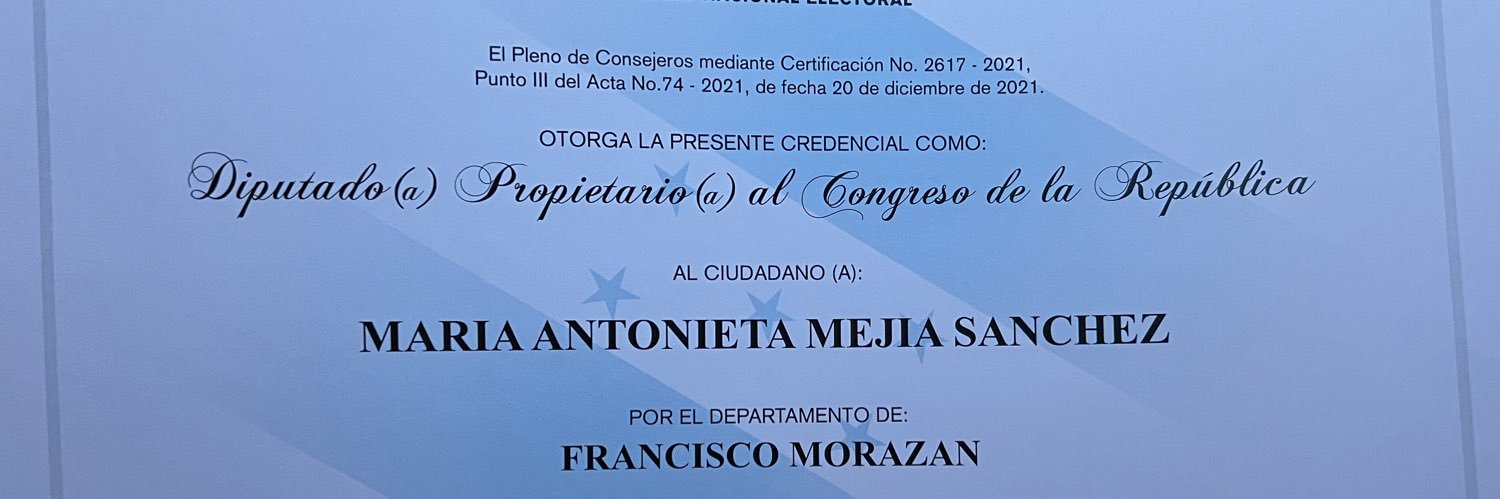 ELECTORAL
El Pleno de Consejeros mediante Certificación No. 2617 - 2021,
Punto III del Acta No.74 - 2021, de fecha 20 de diciembre de 2021.
OTORGA LA PRESENTE CREDENCIAL COMO:
Diputado(a) Propietario(a) al Congreso de la República
AL CIUDADANO (A):
MARIA ANTONIETA MEJIA SANCHEZ
POR EL DEPARTAMENTO DE:
FRANCISCO MORAZAN